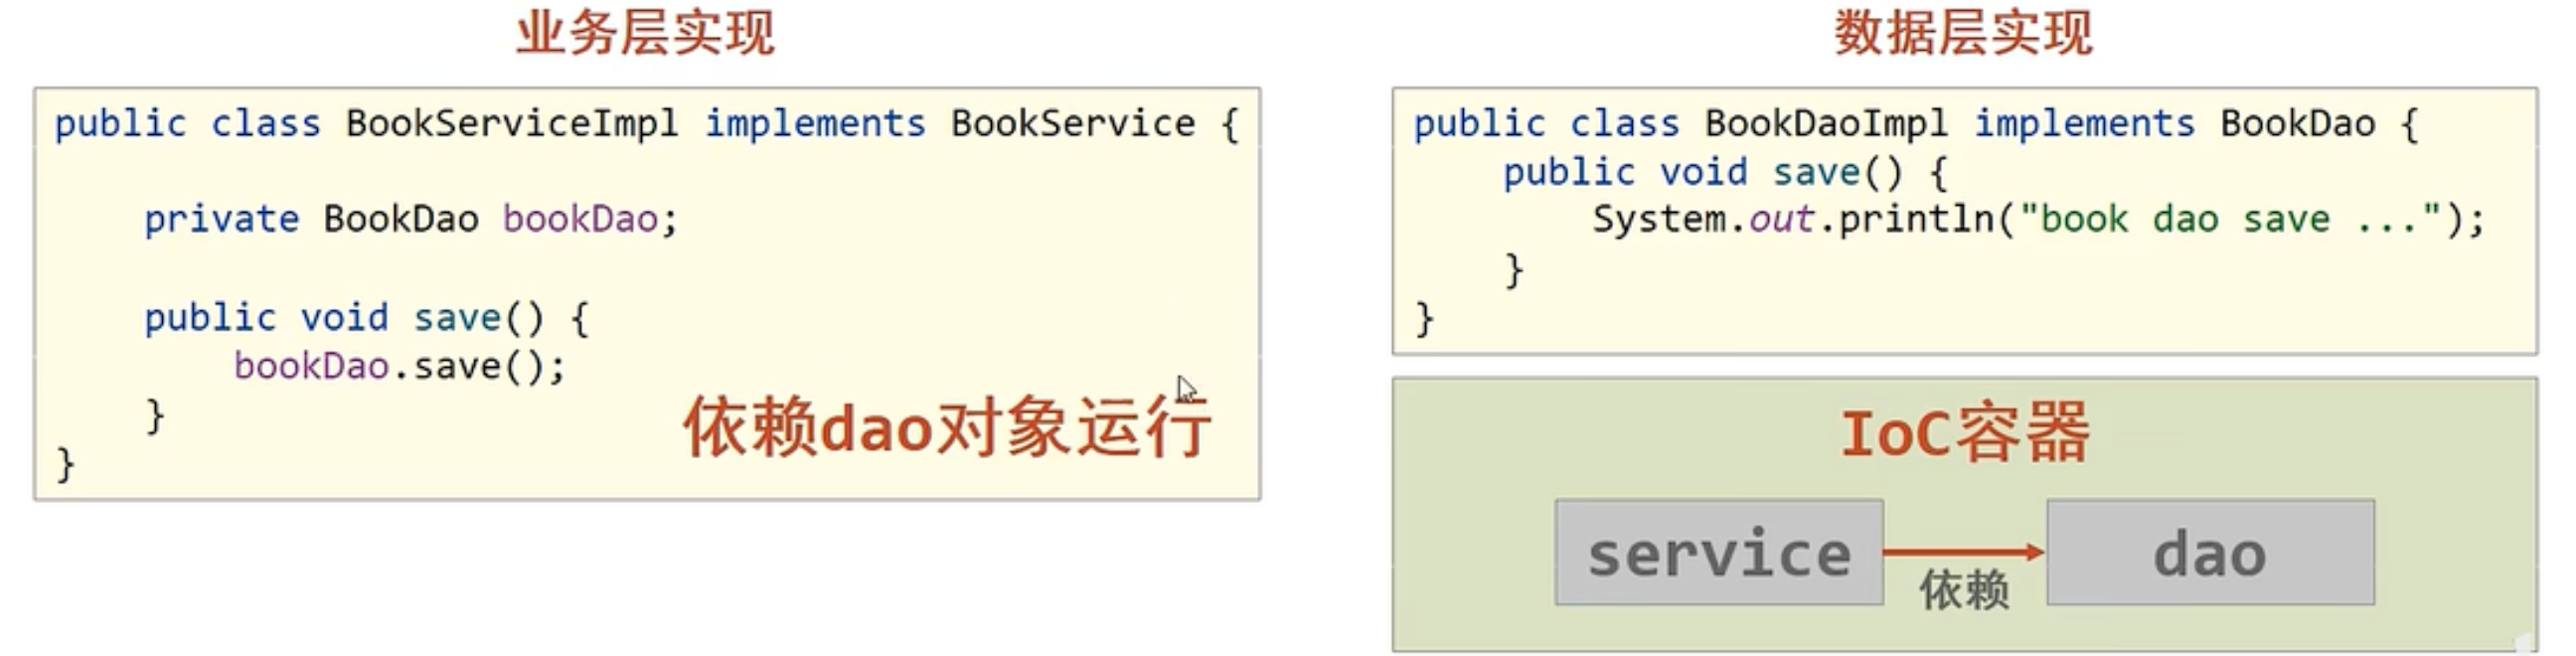 业务层实现
public class BookServiceImpl implements BookService {
private BookDao bookDao;
public void save() {
bookDao.save();
}
}
依赖dao对象运行
数据层实现
public class BookDaoImpl implements BookDao {
public void save() {
System.out.println("book dao save ...");
}
}
IoC容器
service
依赖
dao